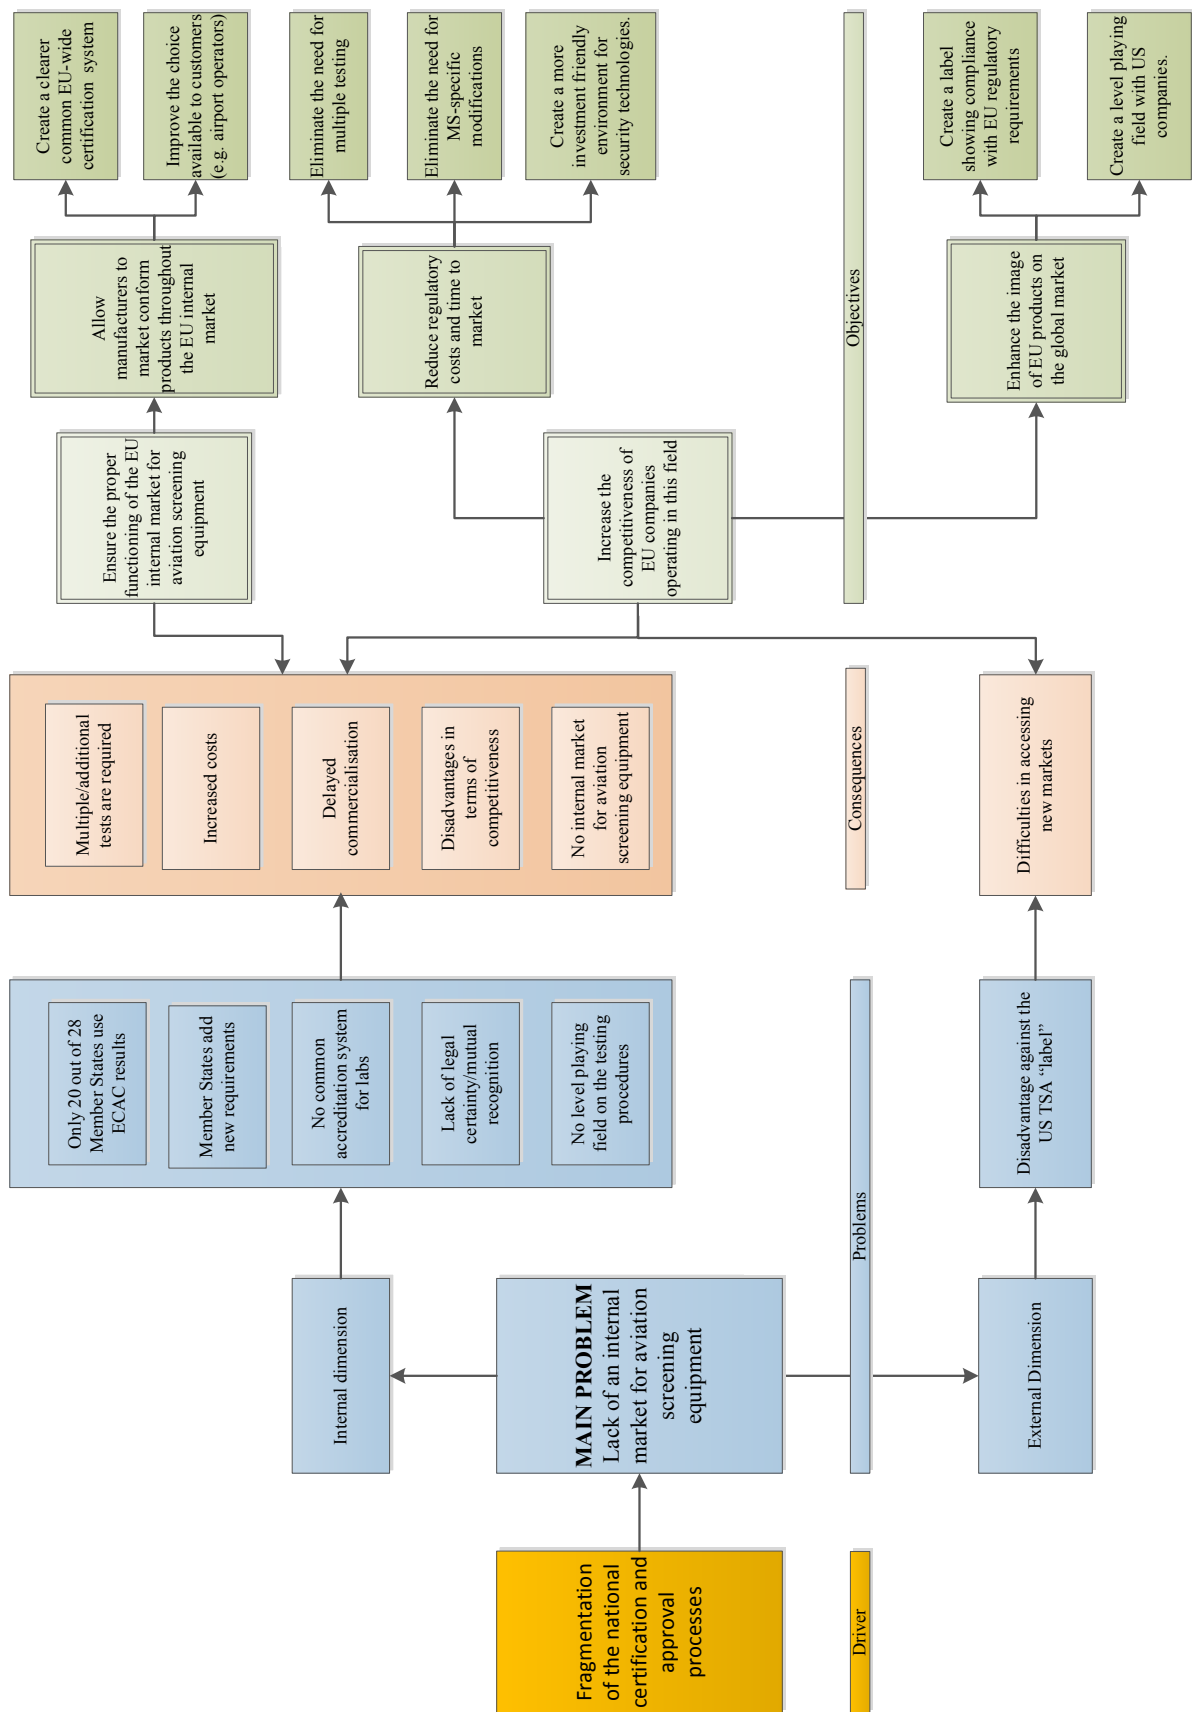 Fragmentation
of the national
certification and
approval
processes
Driver
MAIN PROBLEM
Lack of an internal
market for aviation
screening
equipment
Internal dimension
External Dimension
Problems
Only 20 out of 28
Member States use
ECAC results
Member States add
new requirements
No common
accreditation system
for labs
Lack of legal
certainty/mutual
recognition
No level playing
field on the testing
procedures
Disadvantage against the
US TSA “label”
Multiple/additional
tests are required
Increased costs
Delayed
commercialisation
Disadvantages in
terms of
competitiveness
No internal market
for aviation
screening equipment
Consequences
Difficulties in accessing
new markets
Ensure the proper
functioning of the EU
internal market for
aviation screening
equipment
Increase the
competitiveness of
EU companies
operating in this field
Objectives
Allow
manufacturers to
market conform
products throughout
the EU internal
market
Reduce regulatory
costs and time to
market
Enhance the image
of EU products on
the global market
Create a clearer
common EU-wide
certification system
Improve the choice
available to customers
(e.g. airport operators)
Eliminate the need for
multiple testing
Eliminate the need for
MS-specific
modifications
Create a more
investment friendly
environment for
security technologies.
Create a label
showing compliance
with EU regulatory
requirements
Create a level playing
field with US
companies.